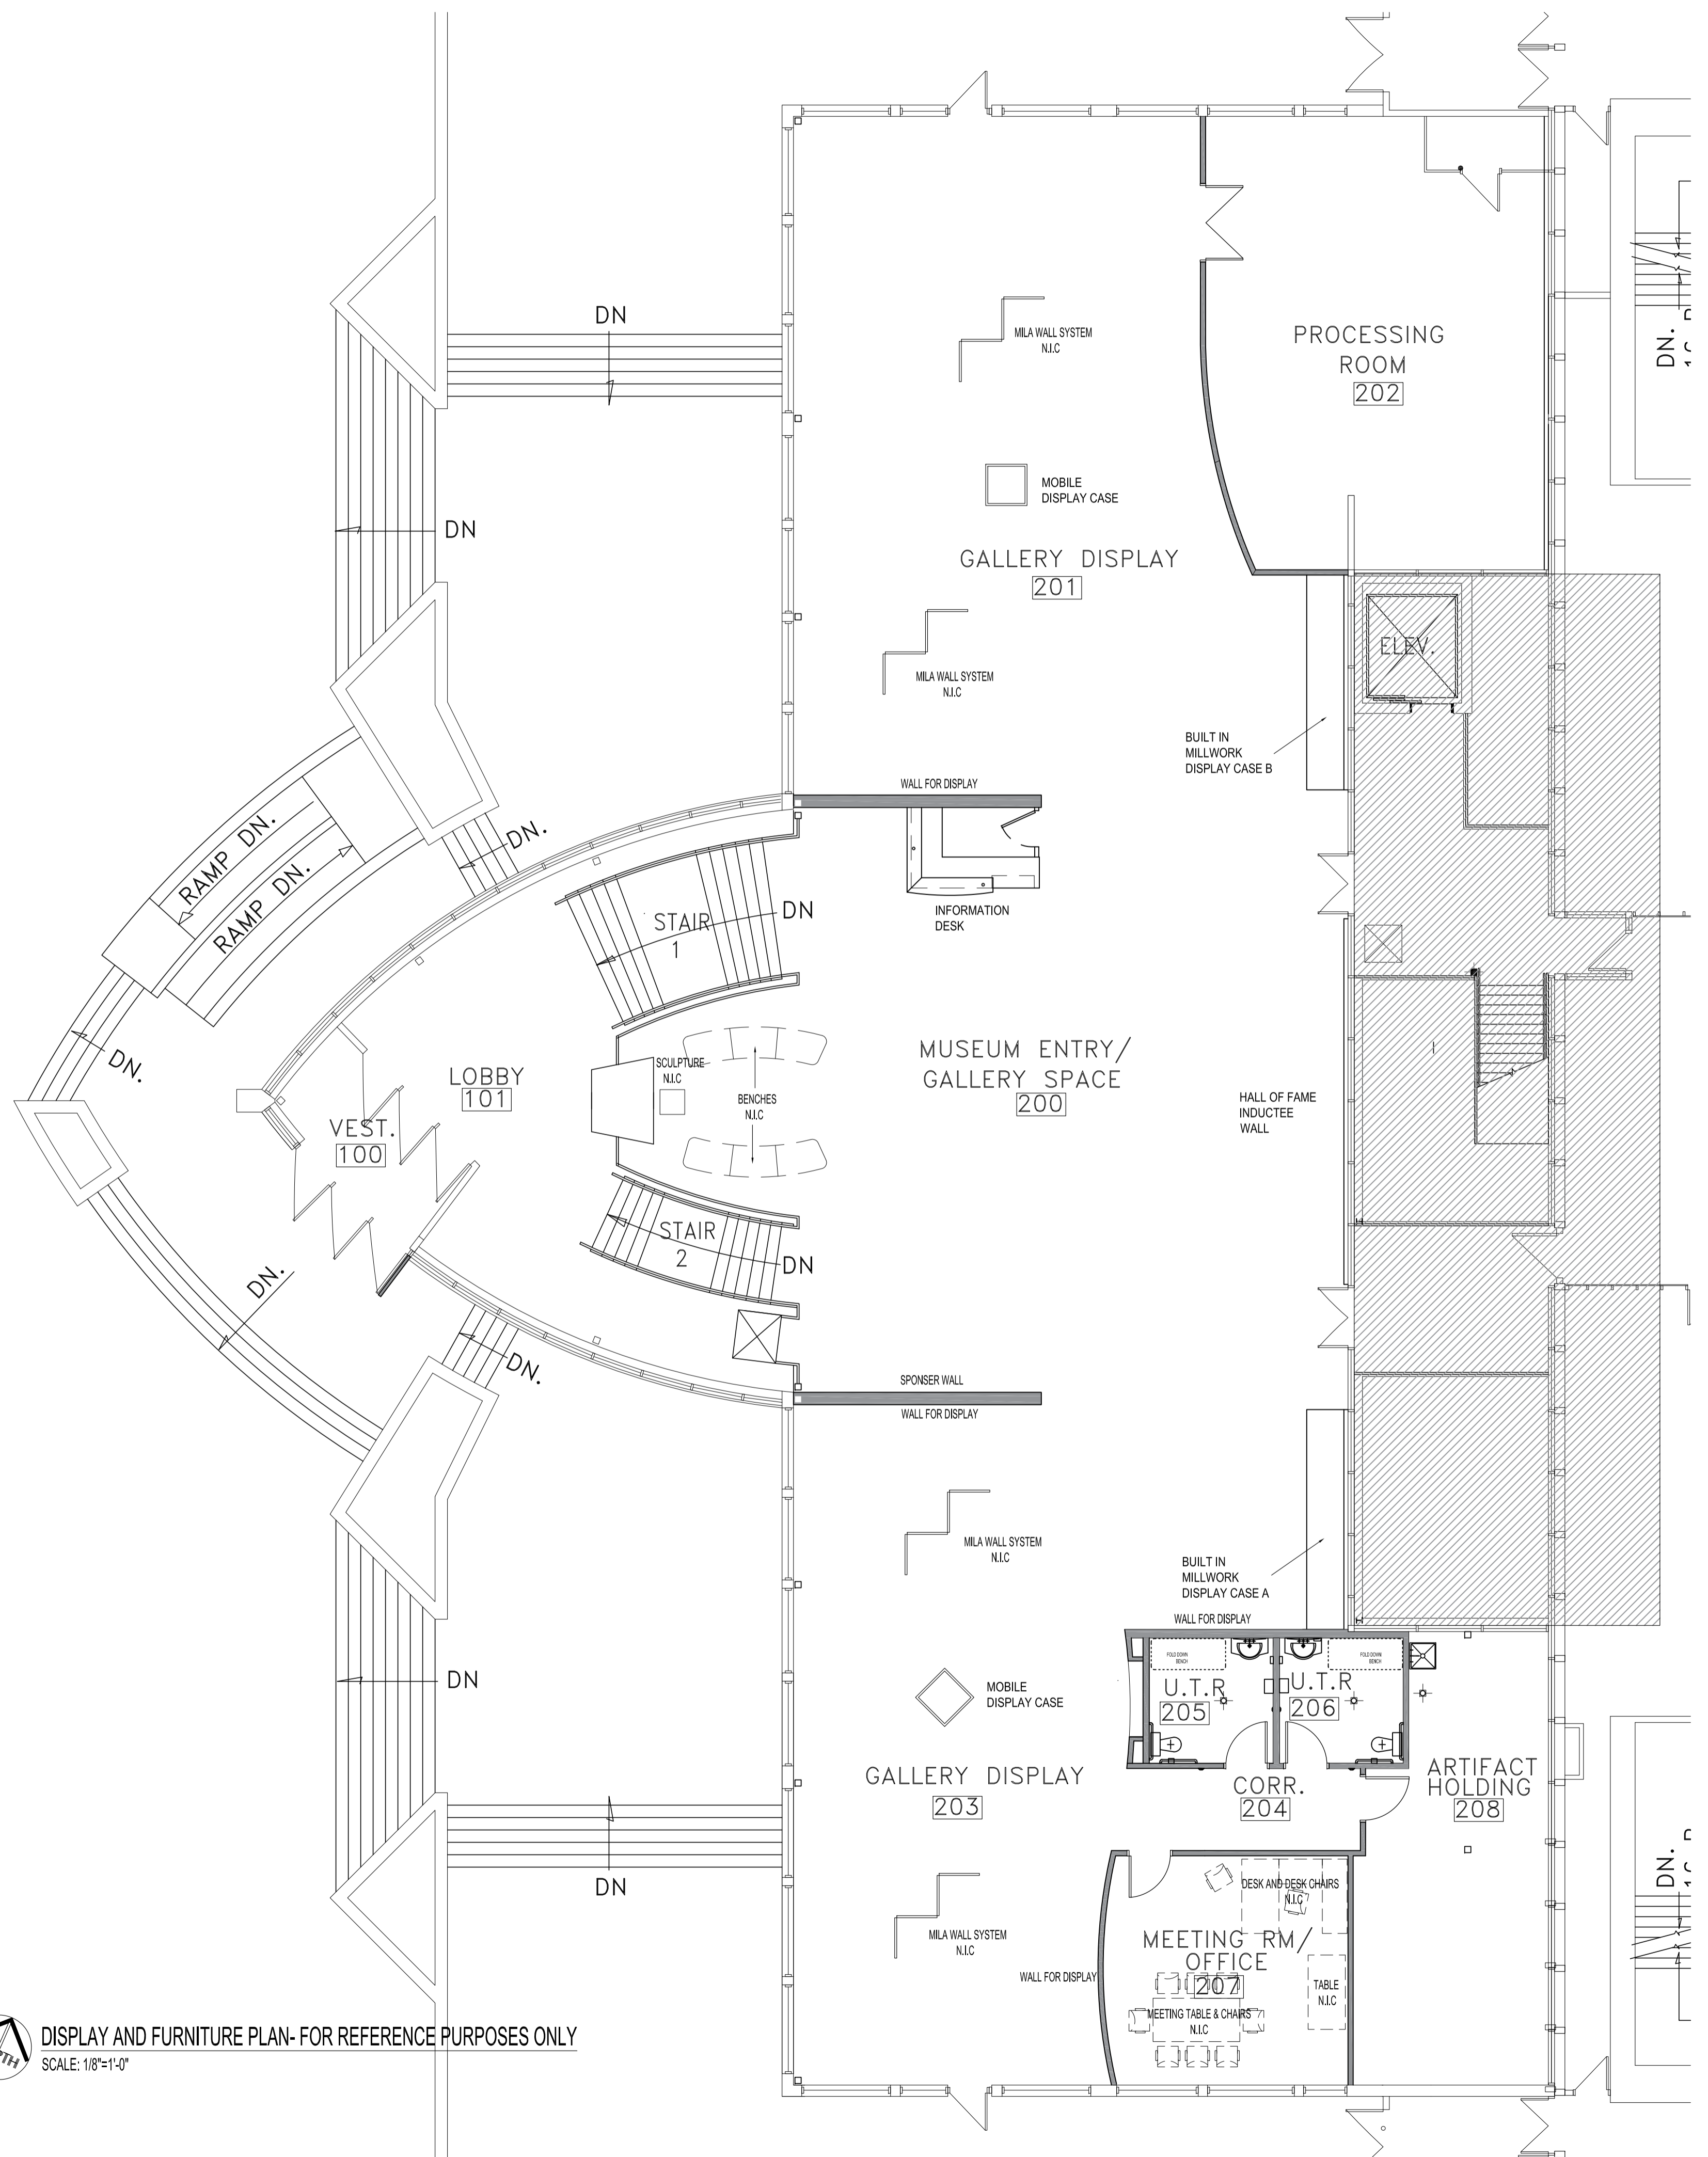 DN
MILA WALL SYSTEM
N.I.C
PROCESSING
ROOM
202
DN.
DN
MOBILE
DISPLAY CASE
GALLERY DISPLAY
201
ELEV.
MILA WALL SYSTEM
N.I.C
BUILT IN
MILLWORK
DISPLAY CASE B
WALL FOR DISPLAY
RAMP DN.
RAMP DN.
DN.
STAIR
1
DN
INFORMATION
DESK
DN.
LOBBY
101
SCULPTURE
N.I.C
BENCHES
N.I.C
MUSEUM ENTRY/
GALLERY SPACE
200
HALL OF FAME
INDUCTEE
WALL
VEST.
100
STAIR
2
DN
DN.
DN.
SPONSER WALL
WALL FOR DISPLAY
MILA WALL SYSTEM
N.I.C
BUILT IN
MILLWORK
DISPLAY CASE A
WALL FOR DISPLAY
FOLD DOWN
BENCH
FOLD DOWN
BENCH
U.T.R
205
U.T.R
206
DN
MOBILE
DISPLAY CASE
GALLERY DISPLAY
203
CORR.
204
ARTIFACT
HOLDING
208
DN
DN.
DESK AND DESK CHAIRS
N.I.C
MILA WALL SYSTEM
N.I.C
MEETING RM/
OFFICE
207
WALL FOR DISPLAY
TABLE
N.I.C
MEETING TABLE & CHAIRS
N.I.C
DISPLAY AND FURNITURE PLAN- FOR REFERENCE PURPOSES ONLY
SCALE: 1/8"=1'-0"